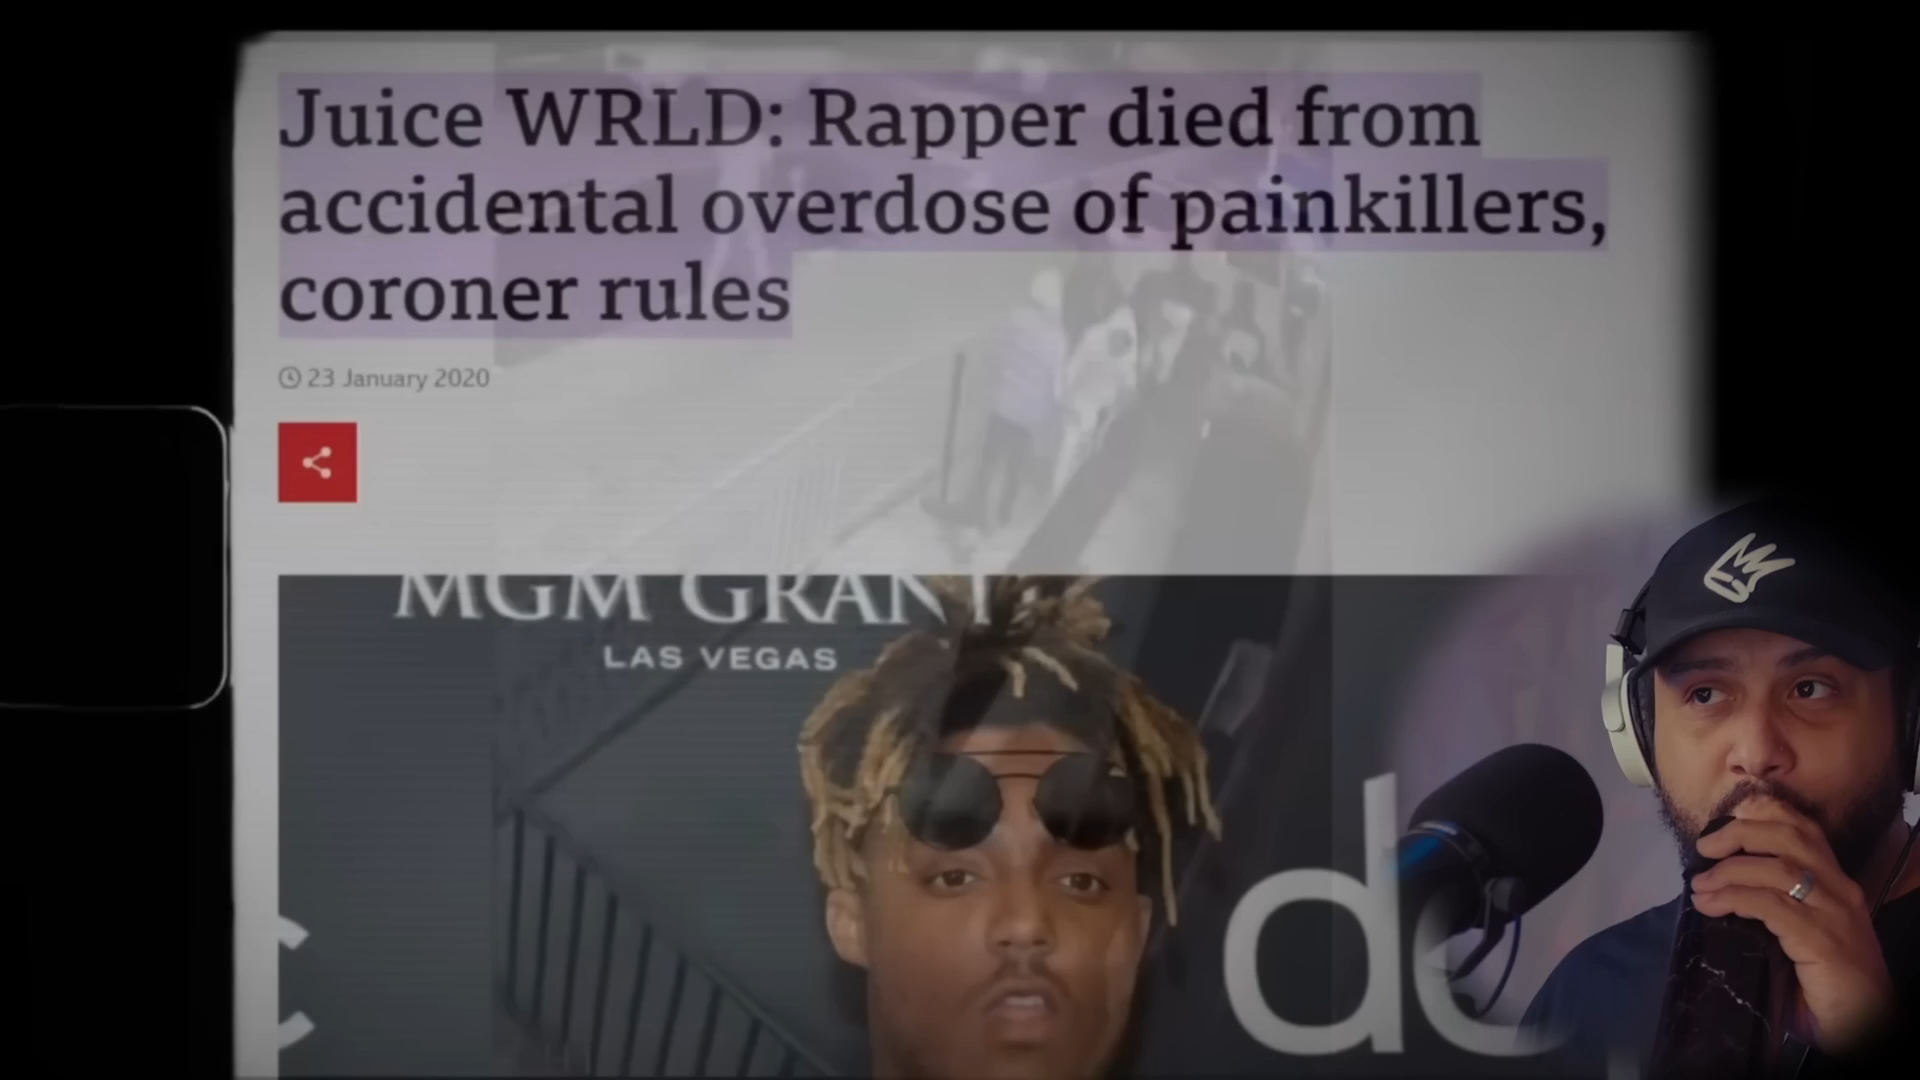 Juice WRLD: Rapper died from
accidental overdose of painkillers,
coroner rules
23 January 2020
MGM GRAN
LAS VEGAS